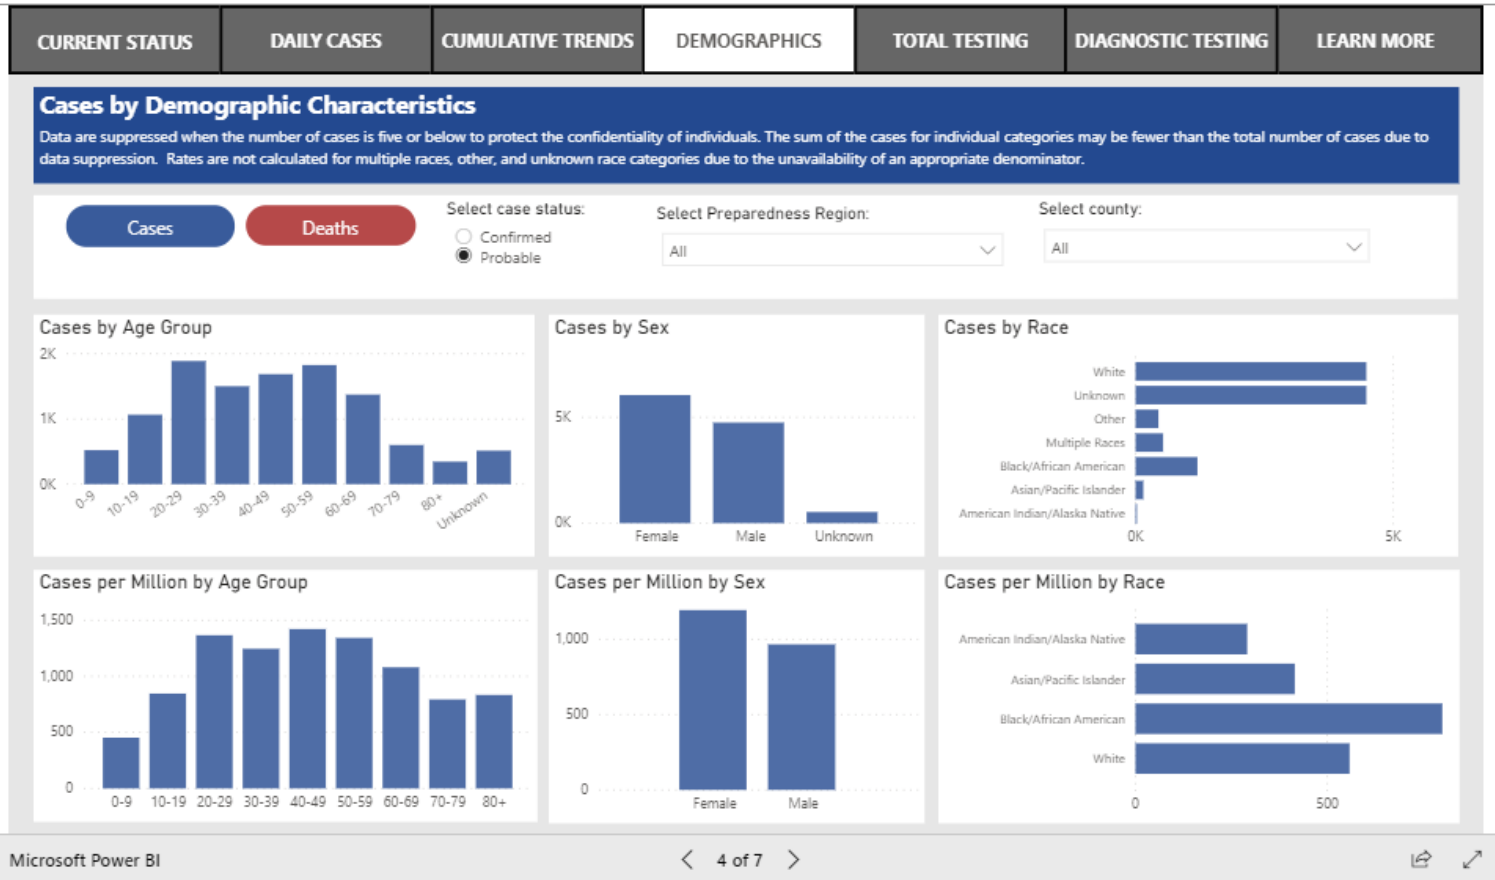 CURRENT STATUS
DAILY CASES
CUMULATIVE TRENDS
DEMOGRAPHICS
TOTAL TESTING
DIAGNOSTIC TESTING
LEARN MORE
Cases by Demographic Characteristics
Data are suppressed when the number of cases is five or below to protect the confidentiality of individuals. The sum of the cases for individual categories may be fewer than the total number of cases due to
data suppression. Rates are not calculated for multiple races, other, and unknown race categories due to the unavailability of an appropriate denominator.
Cases
Deaths
Select case status:
Confirmed
Probable
Select Preparedness Region:
All
Select county:
All
Cases by Age Group
2K
1K
0K
0-9
10-19
20-29
30-39
40-49
50-59
60-69
70-79
80+
Unknown
Cases by Sex
5K
0K
Female
Male
Unknown
Cases by Race
White
Unknown
Other
Multiple Races
Black/African American
Asian/Pacific Islander
American Indian/Alaska Native
0K
5K
Cases per Million by Age Group
1,500
1,000
500
0
0-9
10-19
20-29
30-39
40-49
50-59
60-69
70-79
80+
Cases per Million by Sex
1,000
500
0
Female
Male
Cases per Million by Race
American Indian/Alaska Native
Asian/Pacific Islander
Black/African American
White
0
500
Microsoft Power BI
4 of 7